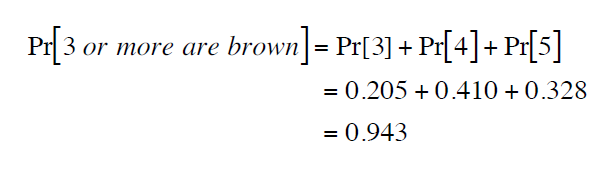 Pr[3 or more are brown] = Pr[3] + Pr[4] + Pr[5]
= 0.205 + 0.410 + 0.328
= 0.943